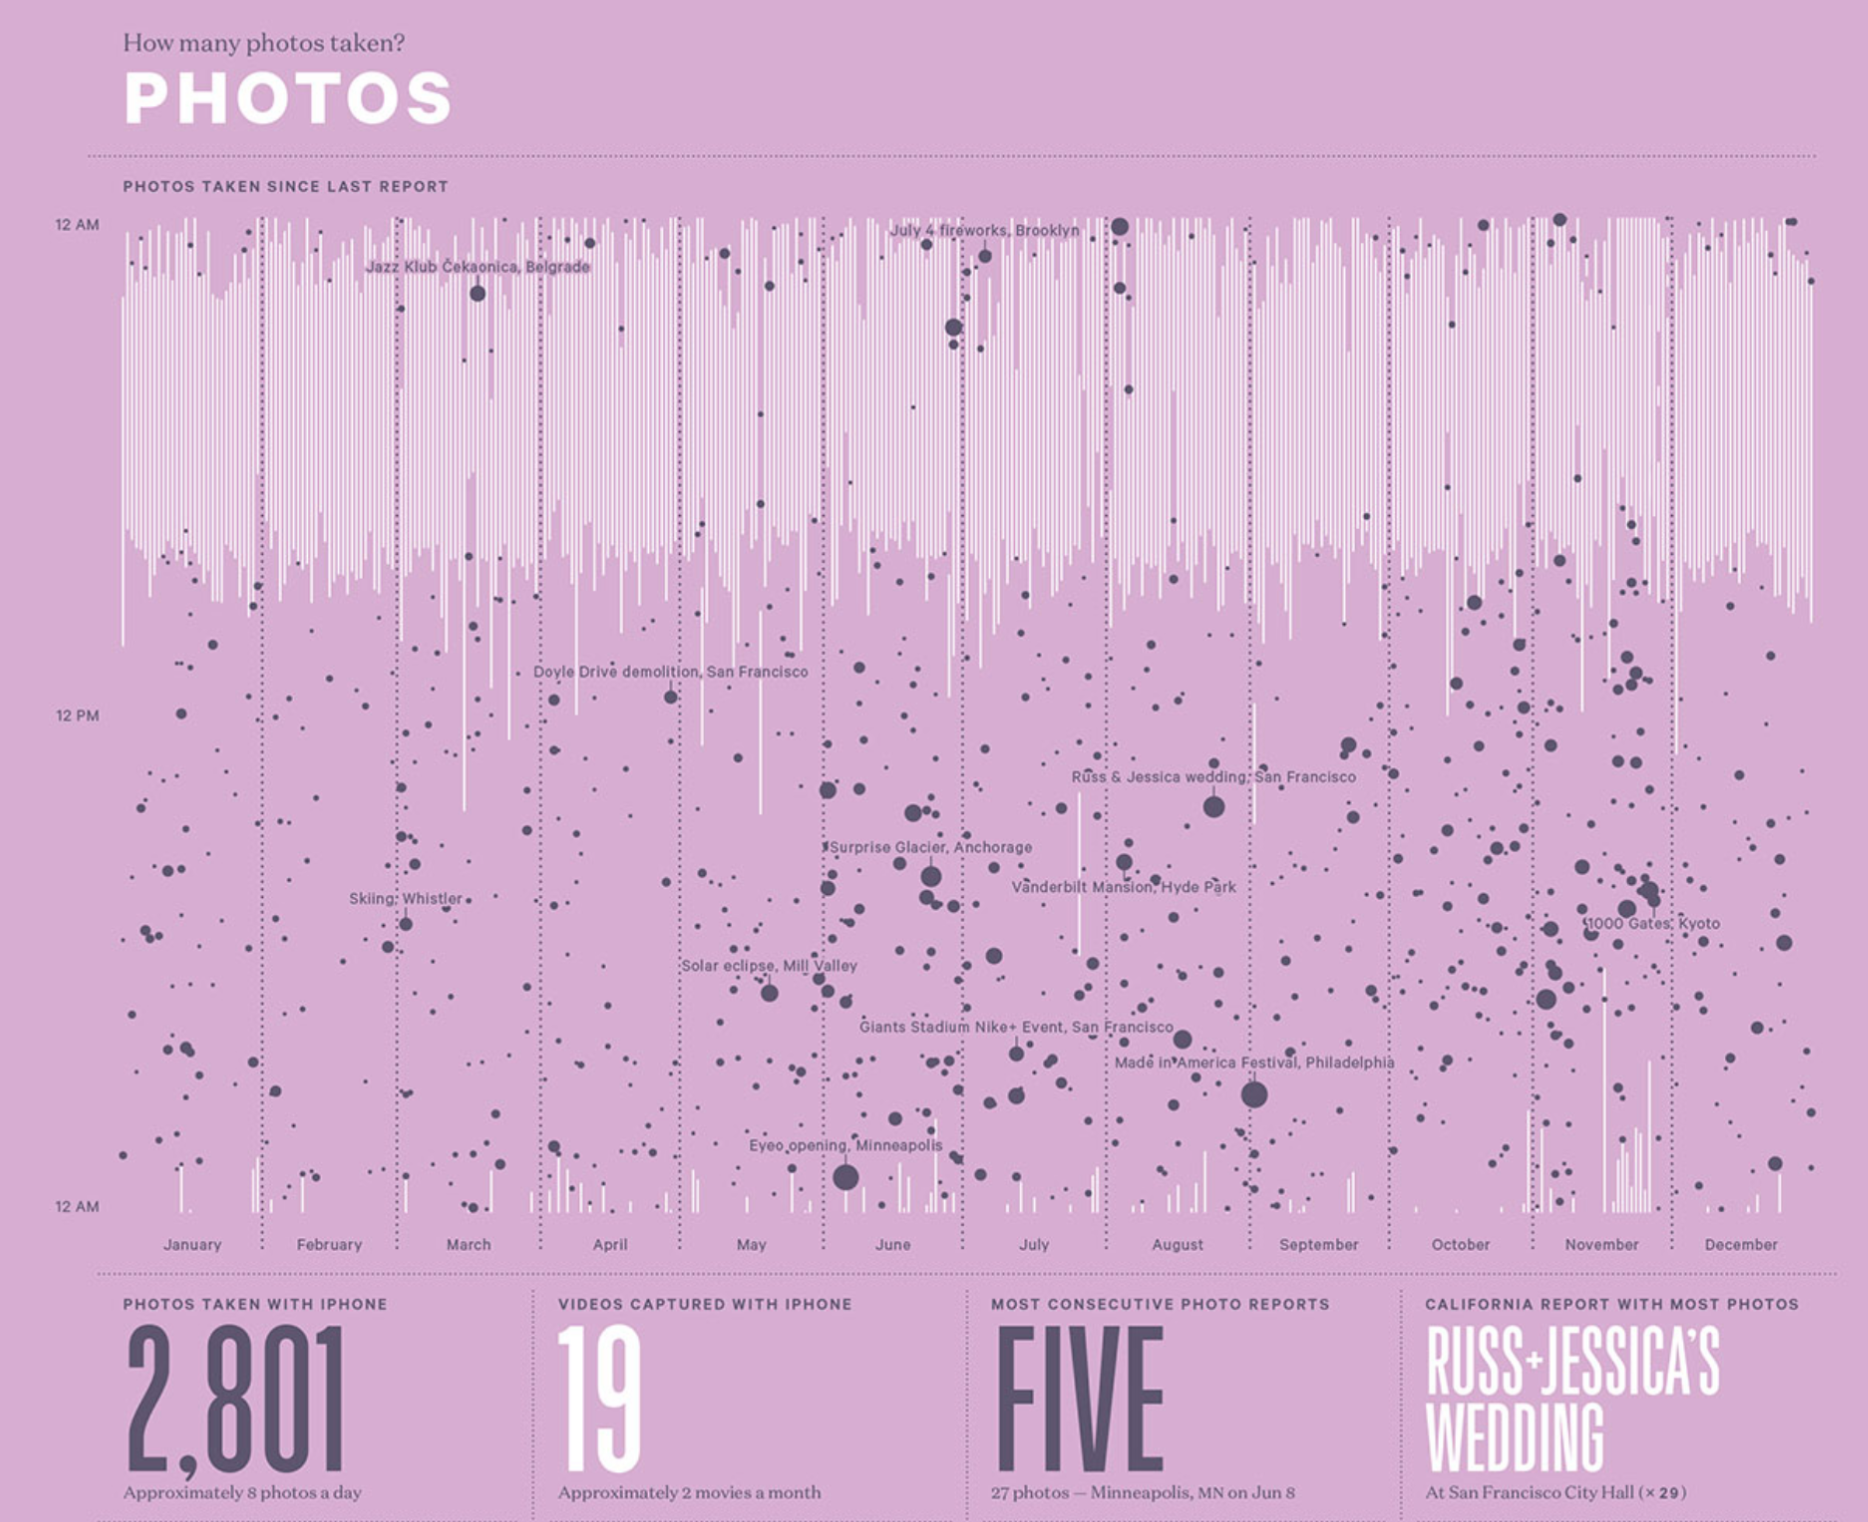 How many photos taken?
PHOTOS
PHOTOS TAKEN SINCE LAST REPORT
12 AM
July 4 fireworks, Brooklyn
Jazz Klub Čekaonica, Belgrade
Doyle Drive demolition, San Francisco
12 PM
Russ & Jessica wedding, San Francisco
Surprise Glacier, Anchorage
Vanderbilt Mansion, Hyde Park
Skiing, Whistler
1000 Gates, Kyoto
Solar eclipse, Mill Valley
Giants Stadium Nike+ Event, San Francisco
Made in America Festival, Philadelphia
Eyeo opening, Minneapolis
12 AM
January February March April May June July August September October November December
PHOTOS TAKEN WITH IPHONE
2,801
Approximately 8 photos a day
VIDEOS CAPTURED WITH IPHONE
19
Approximately 2 movies a month
MOST CONSECUTIVE PHOTO REPORTS
FIVE
27 photos — Minneapolis, MN on Jun 8
CALIFORNIA REPORT WITH MOST PHOTOS
RUSS+JESSICA'S
WEDDING
At San Francisco City Hall (× 29)